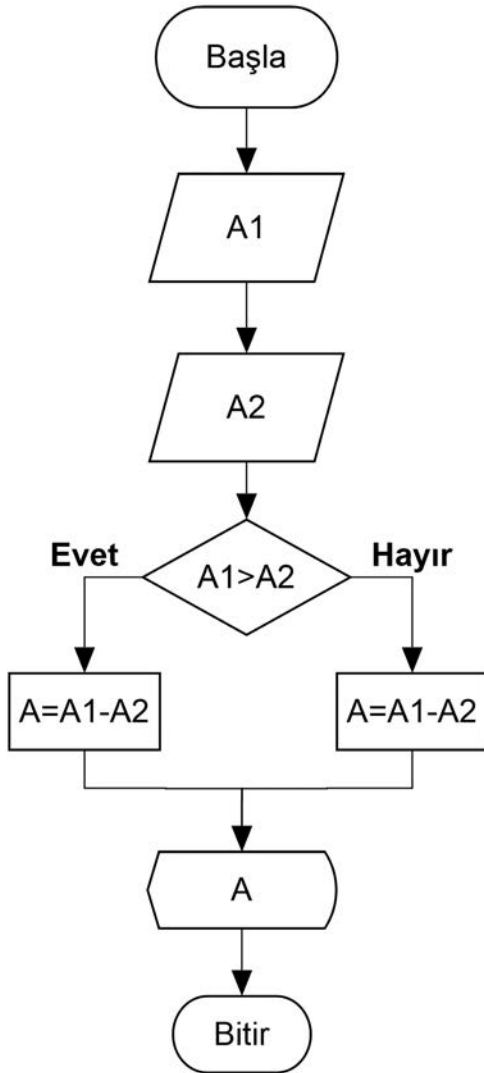 Başla
A1
A2
Evet
A1>A2
Hayır
A=A1-A2
A=A1-A2
A
Bitir